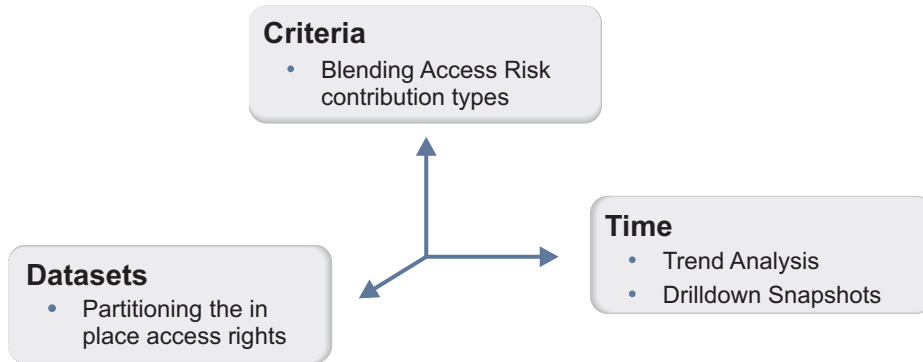 Criteria
• Blending Access Risk
contribution types
Time
• Trend Analysis
• Drilldown Snapshots
Datasets
• Partitioning the in
place access rights